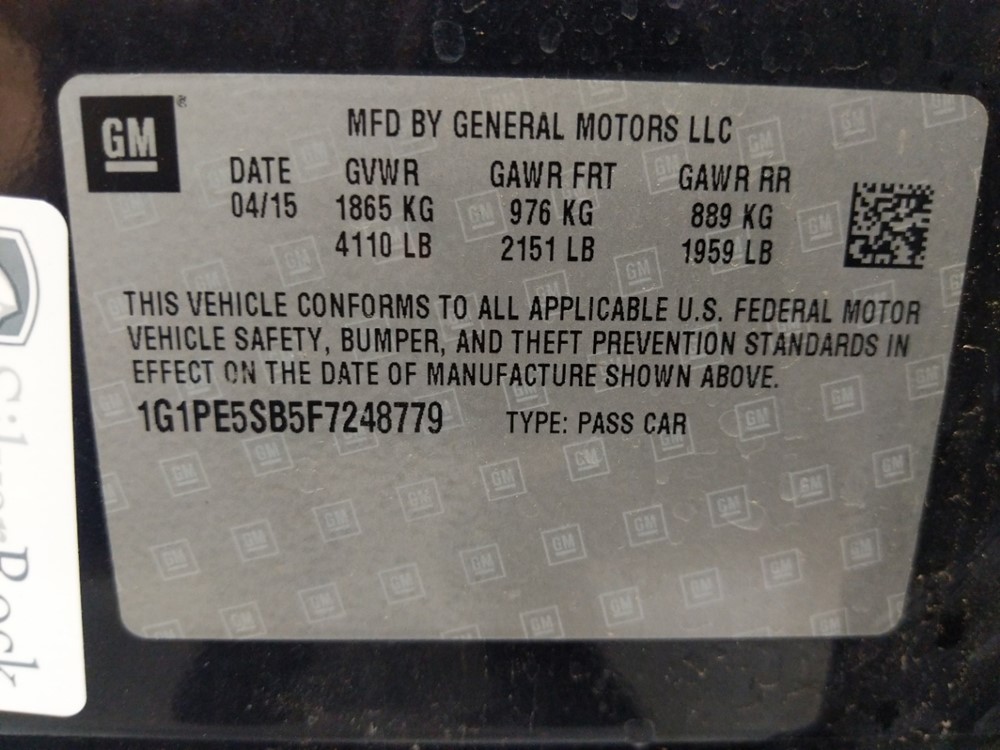 GM
®
MFD BY GENERAL MOTORS LLC
DATE GVWR GAWR FRT GAWR RR
04/15 1865 KG 976 KG 889 KG
4110 LB 2151 LB 1959 LB
THIS VEHICLE CONFORMS TO ALL APPLICABLE U.S. FEDERAL MOTOR
VEHICLE SAFETY, BUMPER, AND THEFT PREVENTION STANDARDS IN
EFFECT ON THE DATE OF MANUFACTURE SHOWN ABOVE.
1G1PE5SB5F7248779 TYPE: PASS CAR
Rock